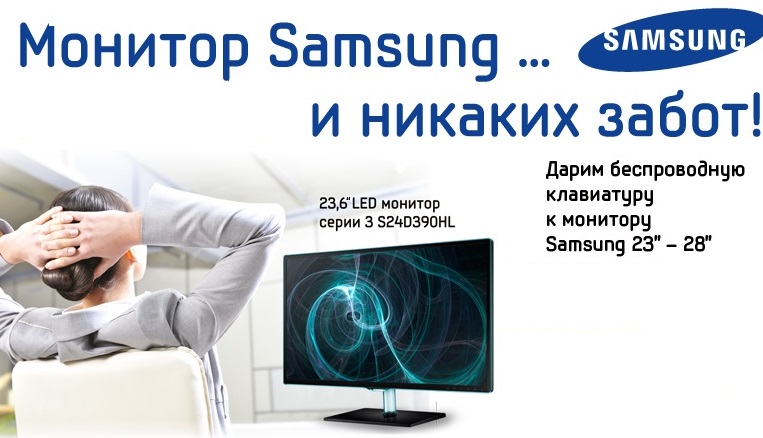 Монитор Samsung ...
SAMSUNG
и никаких забот!
Дарим беспроводную
клавиатуру
к монитору
Samsung 23" – 28"
23,6" LED монитор
серии 3 S24D390HL